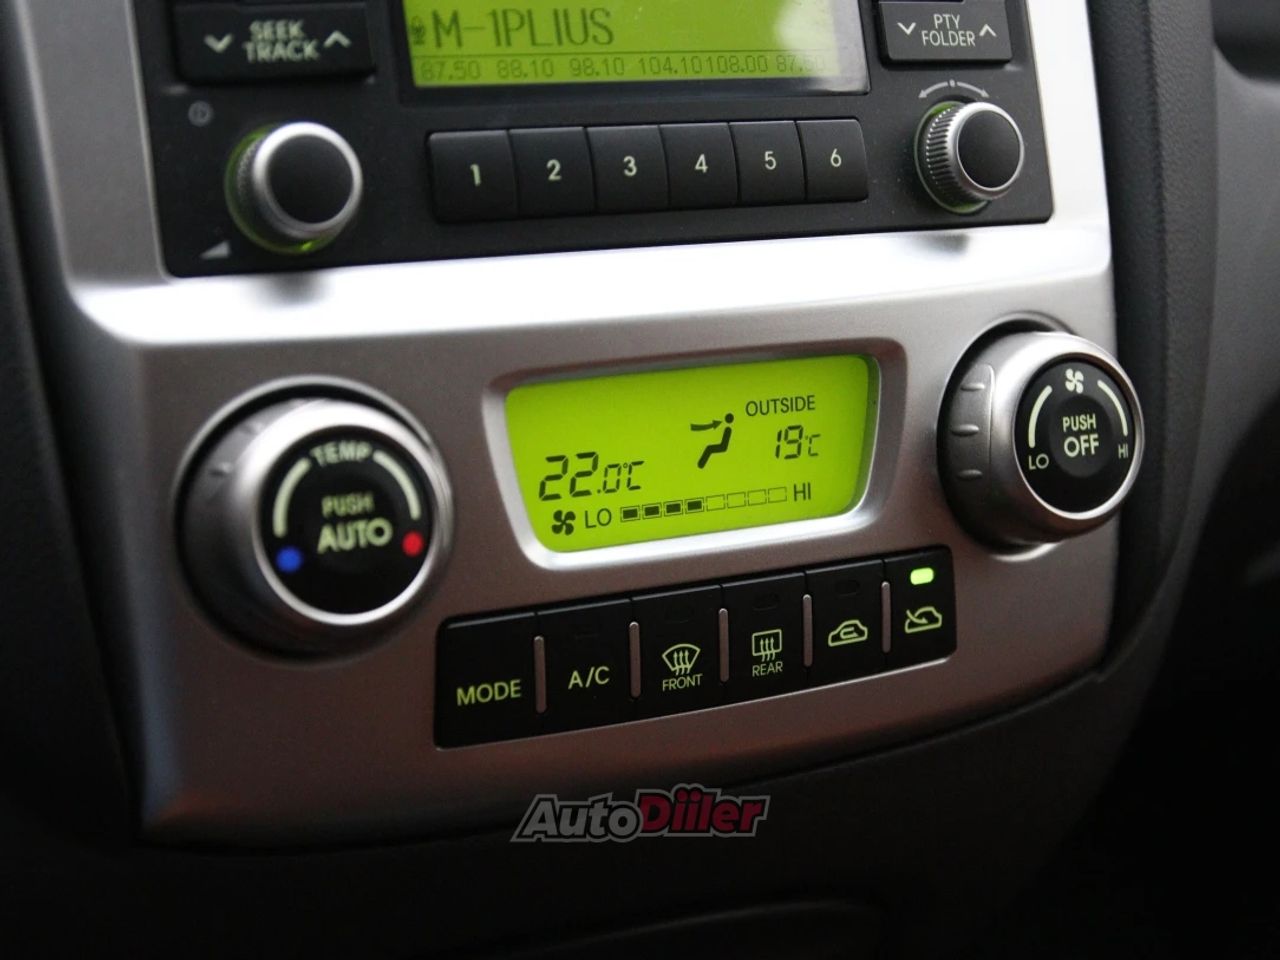 SEEK
TRACK
M-1PLIUS
87.50 88.10 98.10 104.10 108.00 87.50
PTY
FOLDER
1 2 3 4 5 6
TEMP
PUSH
AUTO
OUTSIDE
22.0°C 19°C
LO HI
PUSH
OFF
LO HI
MODE
A/C
FRONT
REAR
AutoDiiler